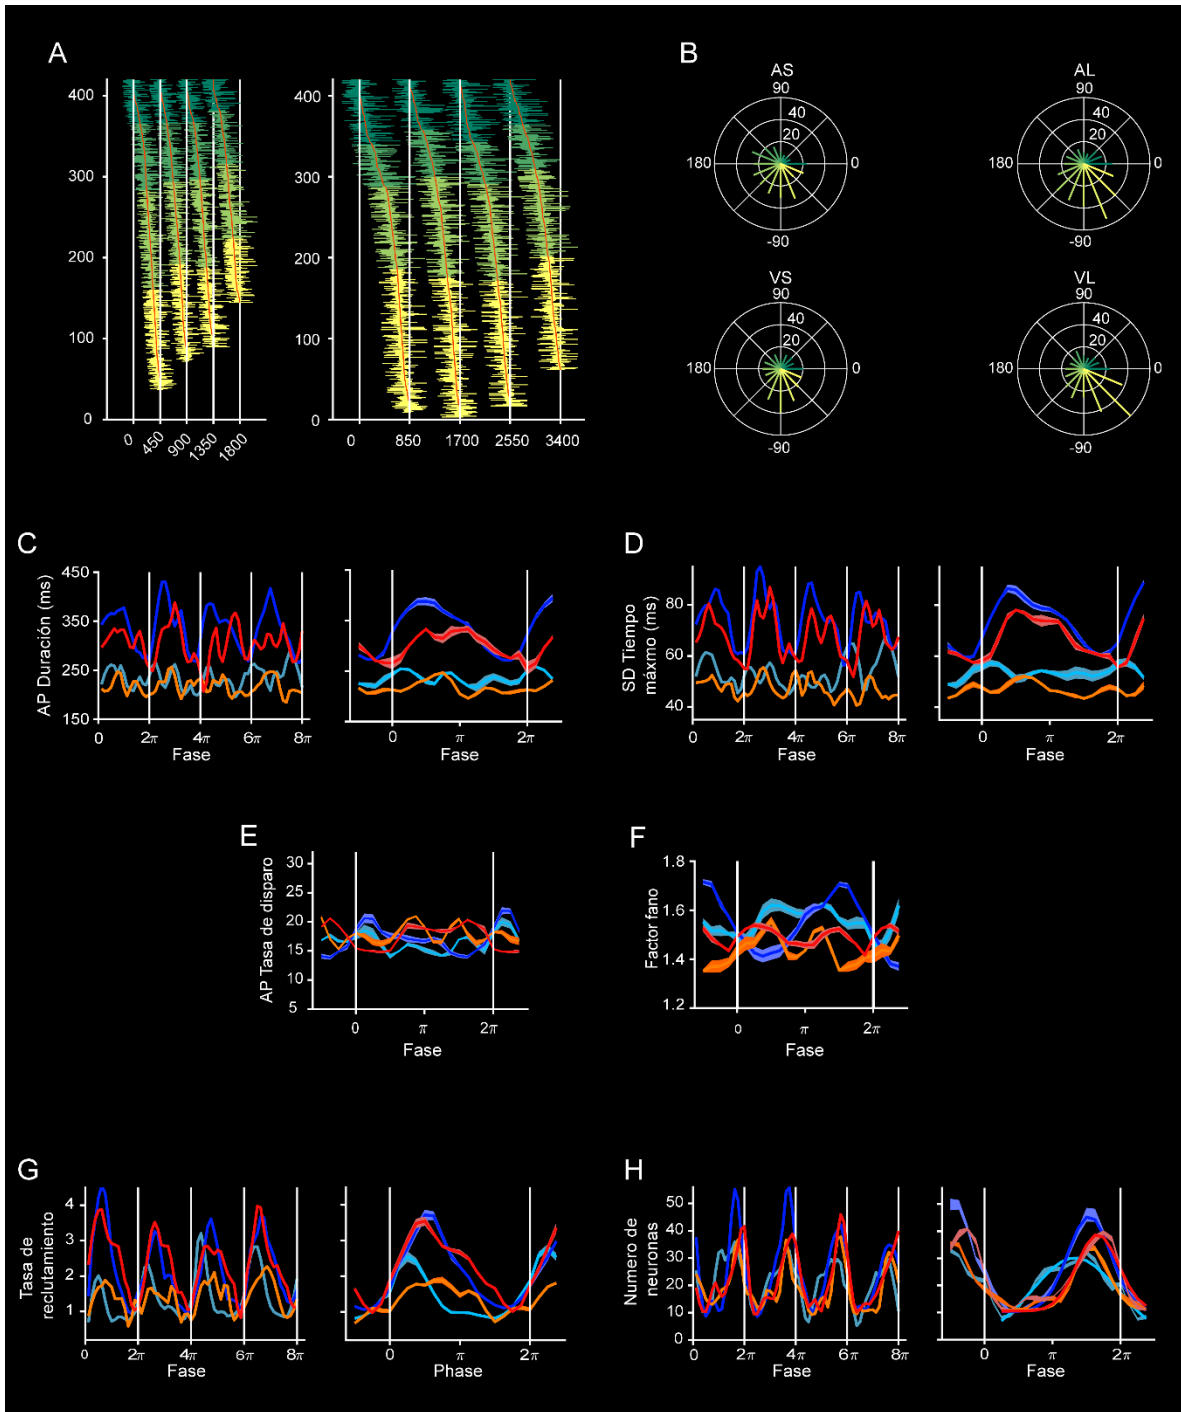 A
400
300
200
100
0
0 450 900 1350 1800
400
300
200
100
0
0 850 1700 2550 3400
B
AS
90
40
20
180 0
-90
AL
90
40
20
180 0
-90
VS
90
40
20
180 0
-90
VL
90
40
20
180 0
-90
C
AP Duración (ms)
450
350
250
150
0 2π 4π 6π 8π
Fase
0 π 2π
Fase
D
SD Tiempo
máxmo (ms)
80
60
40
0 2π 4π 6π 8π
Fase
0 π 2π
Fase
E
AP Tasa de disparo
30
25
20
15
10
5
0 π 2π
Fase
F
Factor fano
1.8
1.6
1.4
1.2
0 π 2π
Fase
G
Tasa de
reclutamiento
4
3
2
1
0 2π 4π 6π 8π
Fase
0 π 2π
Phase
H
Numero de
neuronas
50
40
30
20
10
0
0 2π 4π 6π 8π
Fase
0 π 2π
Fase